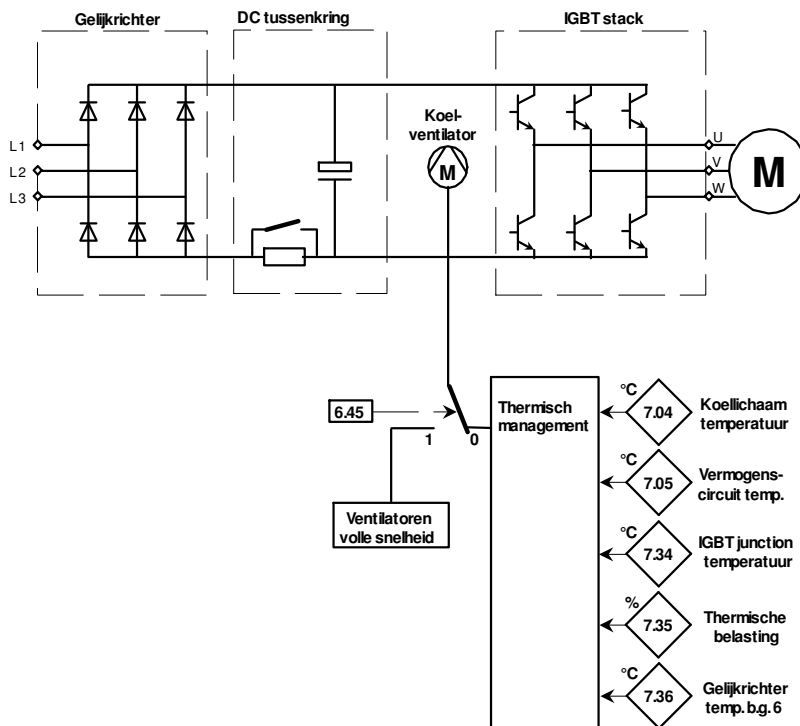 Gelijkrichter
DC tussenkring
IGBT stack
Koel-
ventilator
M
L1
L2
L3
U
V
W
M
6.45
1
0
Ventilatoren
volle snelheid
Thermisch
management
°C
7.04
Koellichaam
temperatuur
°C
7.05
Vermogens-
circuit temp.
°C
7.34
IGBT junction
temperatuur
%
7.35
Thermische
belasting
°C
7.36
Gelijkrichter
temp. b.g. 6